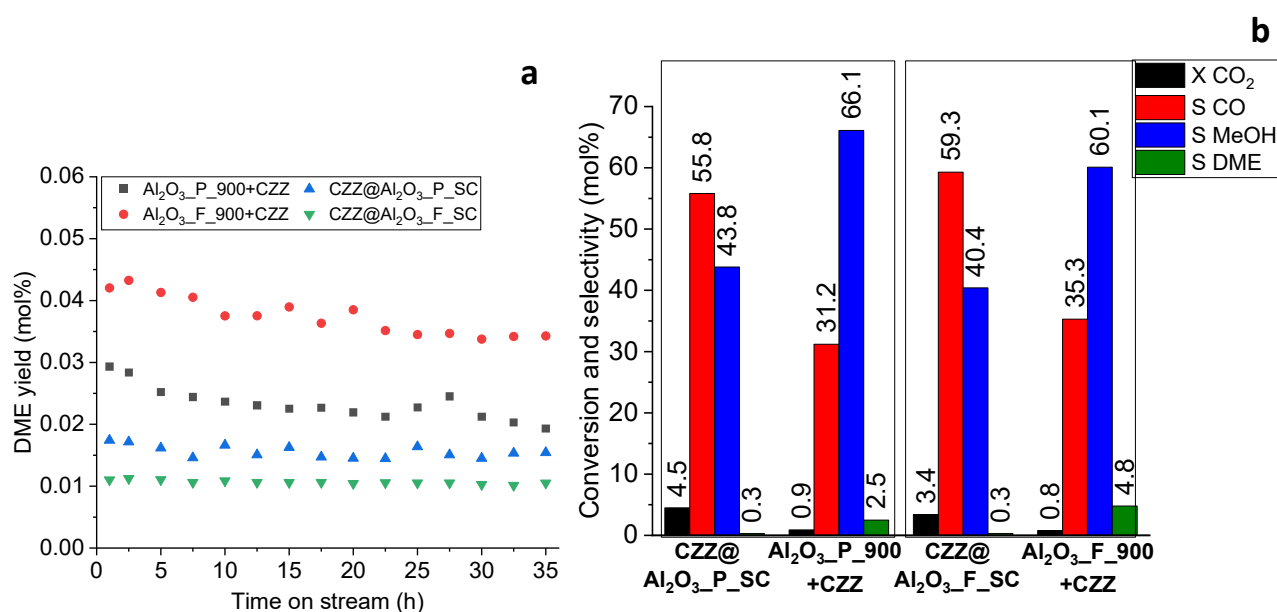 a
DME yield (mol%)
0.06
0.05
0.04
0.03
0.02
0.01
0.00
Al₂O₃_P_900+CZZ
CZZ@Al₂O₃_P_SC
Al₂O₃_F_900+CZZ
CZZ@Al₂O₃_F_SC
0 5 10 15 20 25 30 35
Time on stream (h)
b
X CO₂
S CO
S MeOH
S DME
Conversion and selectivity (mol%)
70
60
50
40
30
20
10
0
4.5 55.8 43.8 0.3
0.9 31.2 66.1 2.5
3.4 59.3 40.4 0.3
0.8 35.3 60.1 4.8
CZZ@
Al₂O₃_P_SC
Al₂O₃_P_900
+CZZ
CZZ@
Al₂O₃_F_SC
Al₂O₃_F_900
+CZZ